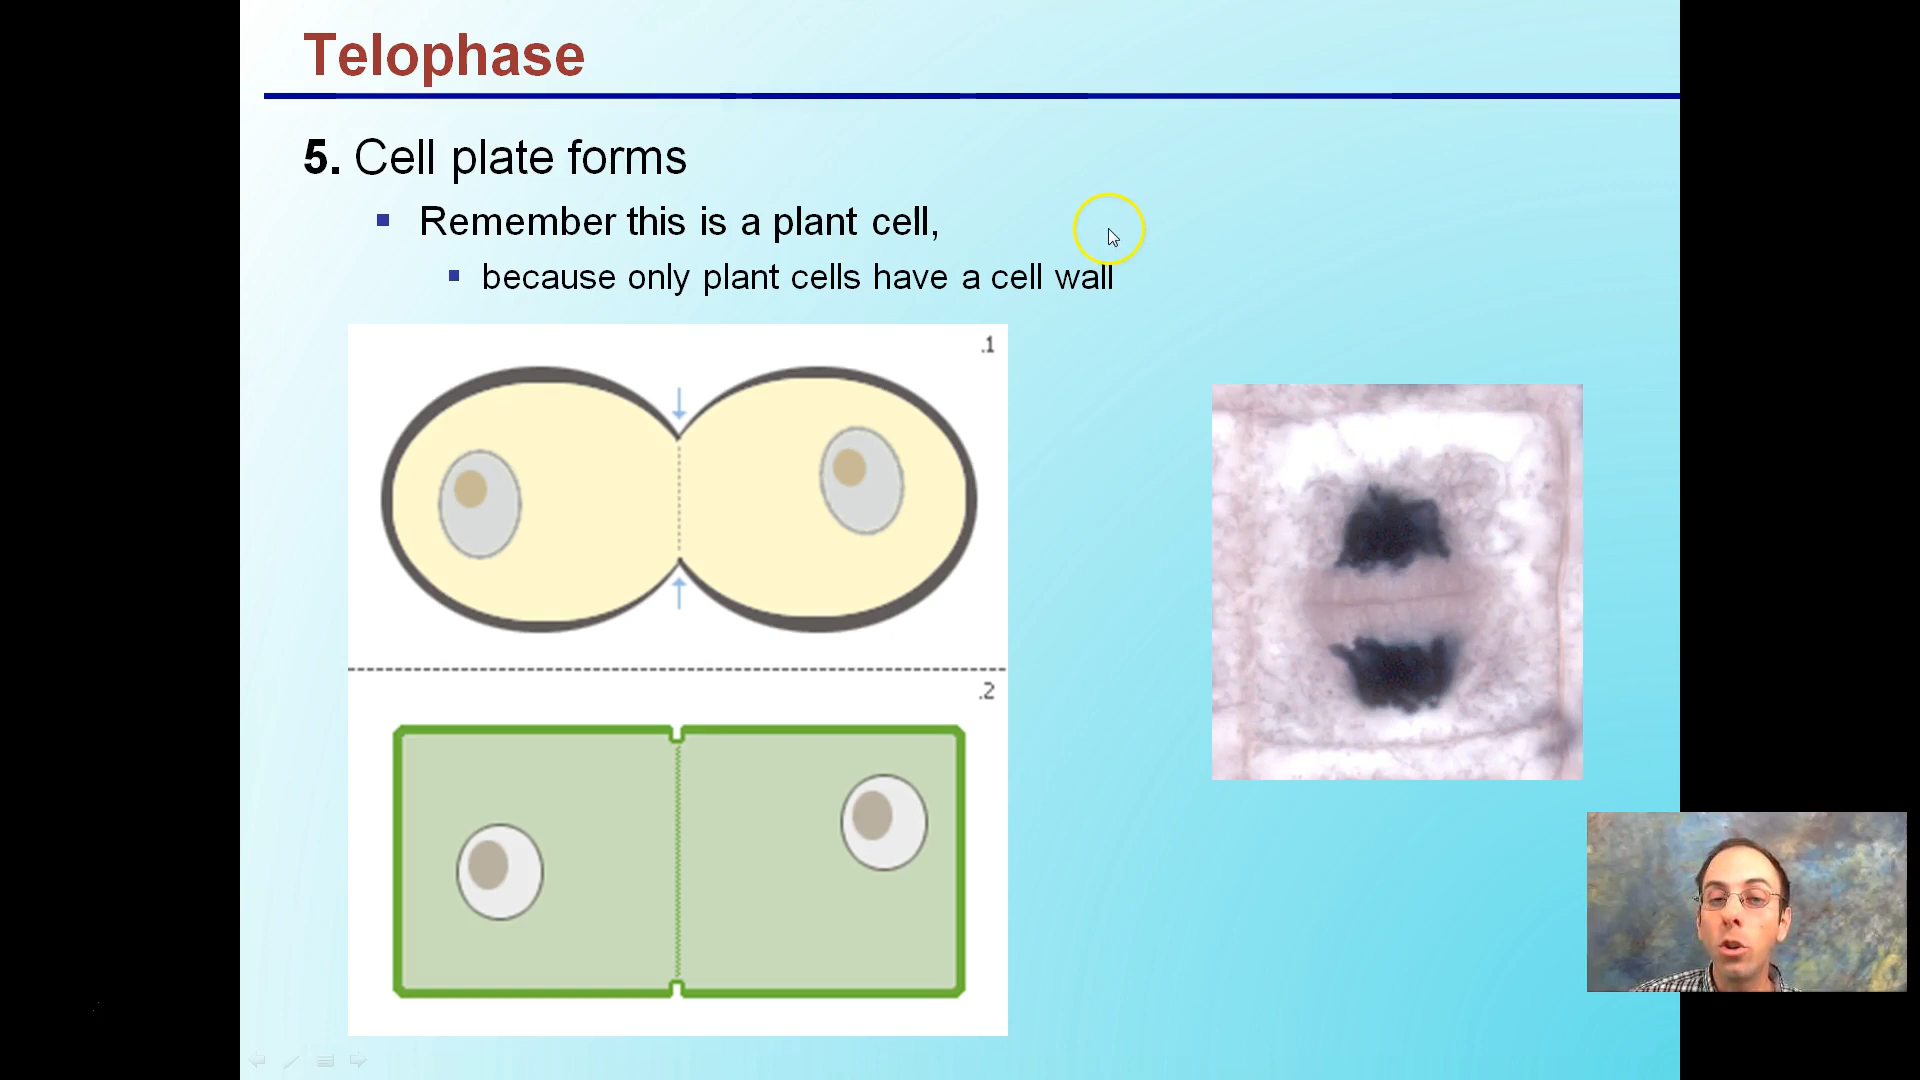 Telophase
5. Cell plate forms
Remember this is a plant cell,
because only plant cells have a cell wall
.1
.2